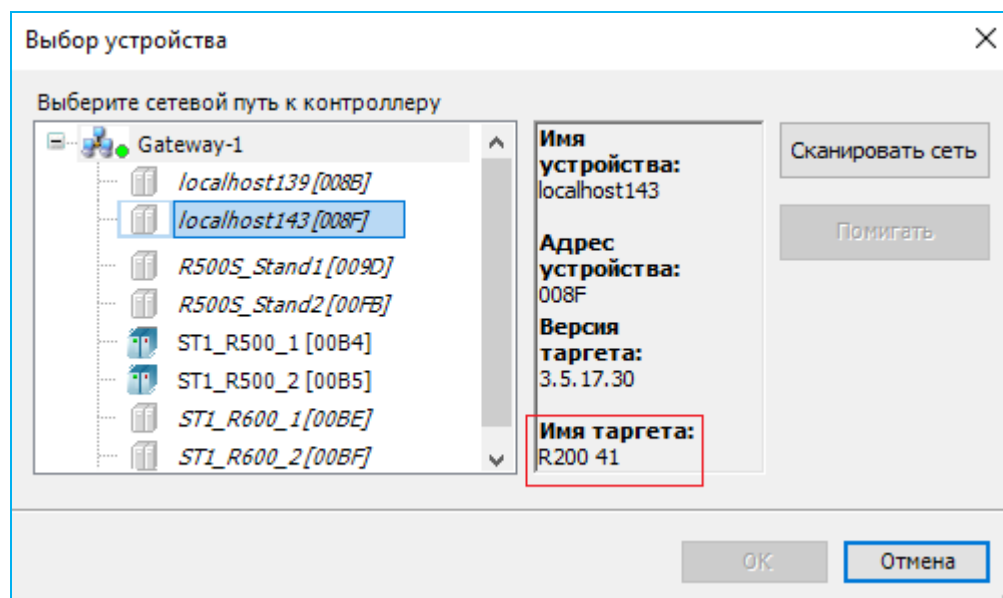 Выбор устройства
Выберите сетевой путь к контроллеру
Gateway-1
localhost139 [008B]
localhost143 [008F]
R500S_Stand1 [009D]
R500S_Stand2 [00FB]
ST1_R500_1 [00B4]
ST1_R500_2 [00B5]
ST1_R600_1 [00BE]
ST1_R600_2 [00BF]
Имя
устройства:
localhost143
Адрес
устройства:
008F
Версия
таргета:
3.5.17.30
Имя таргета:
R200 41
Сканировать сеть
Помигать
OK
Отмена